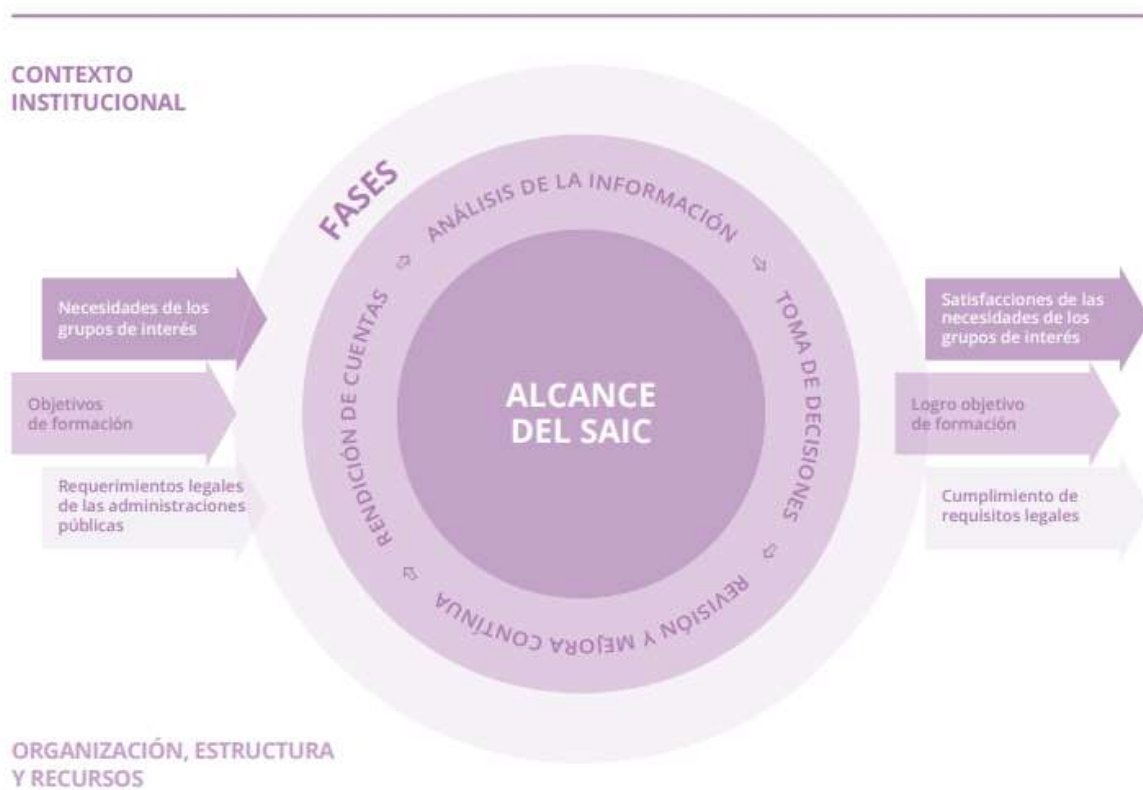 CONTEXTO
INSTITUCIONAL
FASES
ANÁLISIS DE LA INFORMACIÓN
TOMA DE DECISIONES
REVISIÓN Y MEJORA CONTÍNUA
RENDICIÓN DE CUENTAS
ALCANCE
DEL SAIC
Necesidades de los
grupos de interés
Objetivos
de formación
Requerimientos legales
de las administraciones
públicas
Satisfacciones de las
necesidades de los
grupos de interés
Logro objetivo
de formación
Cumplimiento de
requisitos legales
ORGANIZACIÓN, ESTRUCTURA
Y RECURSOS